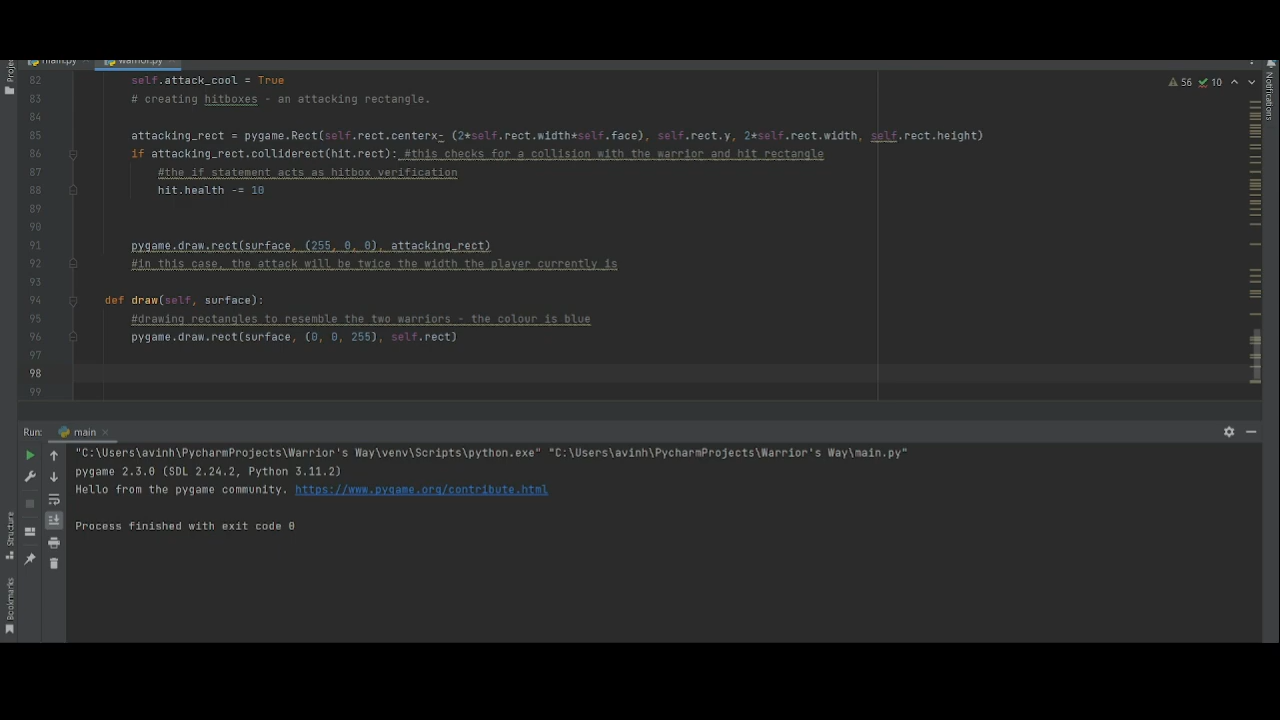 main.py
warrior.py
82 self.attack_cool = True
83 # creating hitboxes - an attacking rectangle.
84
85 attacking_rect = pygame.Rect(self.rect.centerx- (2*self.rect.width*self.face), self.rect.y, 2*self.rect.width, self.rect.height)
86 if attacking_rect.colliderect(hit.rect): #this checks for a collision with the warrior and hit rectangle
87 #the if statement acts as hitbox verification
88 hit.health -= 10
89
90
91 pygame.draw.rect(surface, (255, 0, 0), attacking_rect)
92 #in this case, the attack will be twice the width the player currently is
93
94 def draw(self, surface):
95 #drawing rectangles to resemble the two warriors - the colour is blue
96 pygame.draw.rect(surface, (0, 0, 255), self.rect)
97
98
99
56 10
Notifications
Structure
Bookmarks
Run: main
"C:\Users\avinh\PycharmProjects\Warrior's Way\venv\Scripts\python.exe" "C:\Users\avinh\PycharmProjects\Warrior's Way\main.py"
pygame 2.3.0 (SDL 2.24.2, Python 3.11.2)
Hello from the pygame community. https://www.pygame.org/contribute.html
Process finished with exit code 0